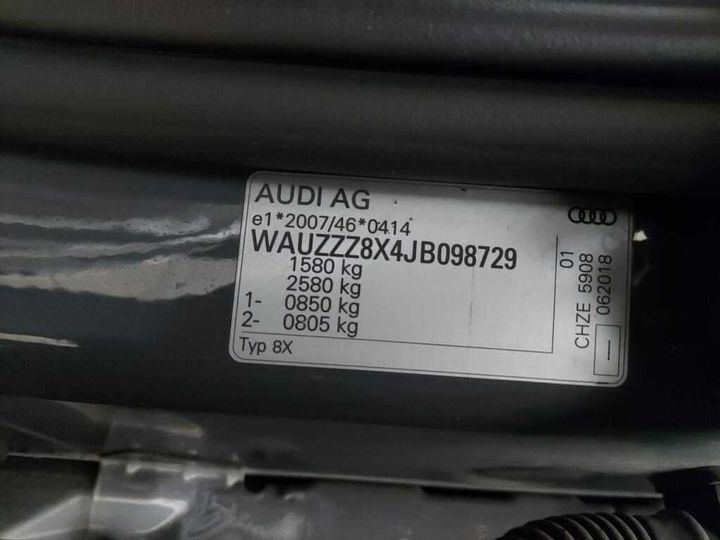 AUDI AG
e1*2007/46*0414
WAUZZZ8X4JB098729
1580 kg
2580 kg
1- 0850 kg
2- 0805 kg
Typ 8X
CHZE 5908 01
062018